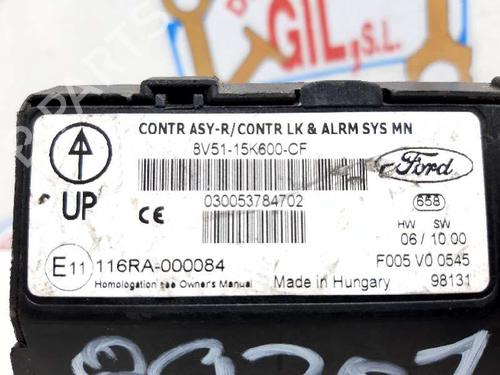 GIL, S.L.
B-PARTS
CONTR ASY-R/CONTR LK & ALRM SYS MN
8V51-15K600-CF
Ford
UP
030053784702
658
CE
HW SW
06 / 10.00
E11 116RA-000084
F005 V0 0545
Homologation see Owner's Manual
Made in Hungary
98131